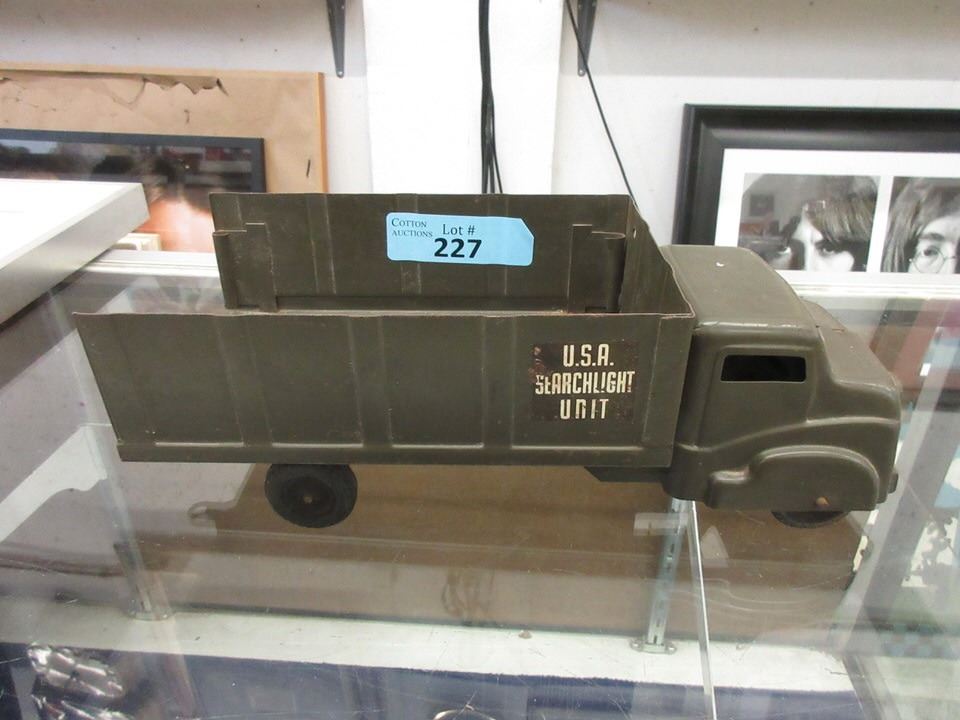 COTTON
AUCTIONS
Lot #
227
U.S.A.
SEARCHLIGHT
UNIT